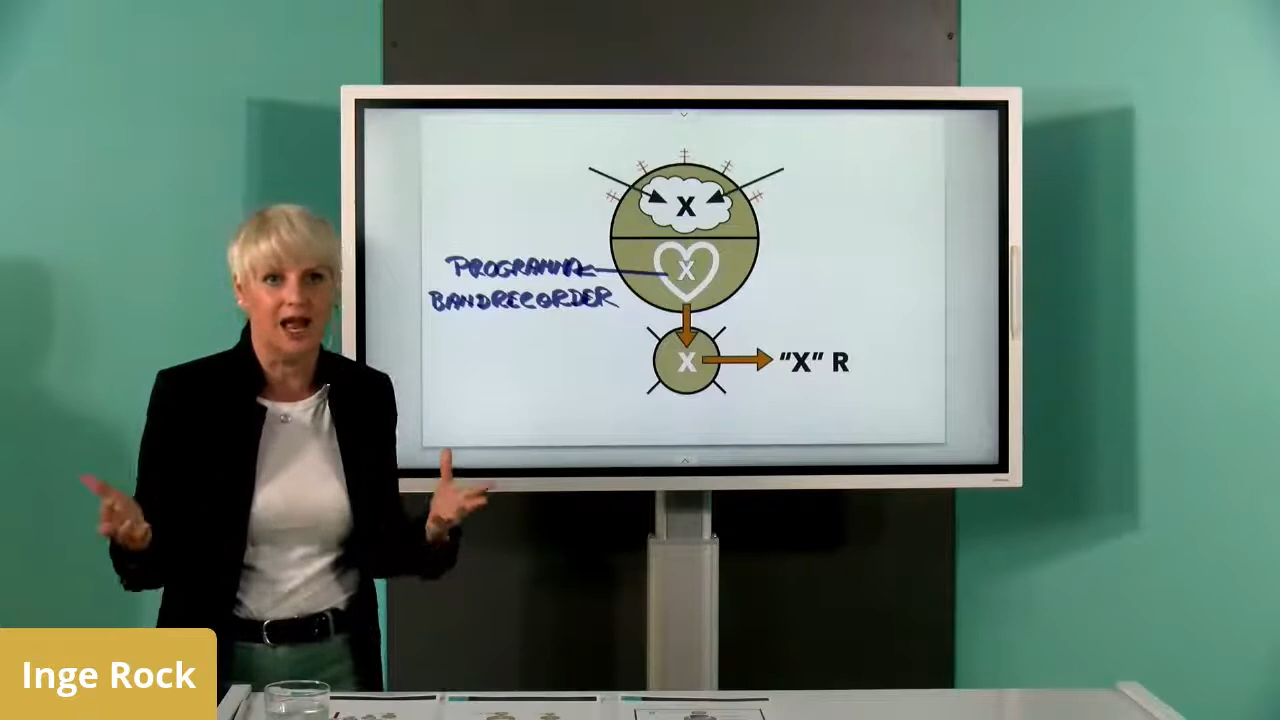 X
PROGRAMMA
X
BANDRECORDER
X
"X" R
Inge Rock